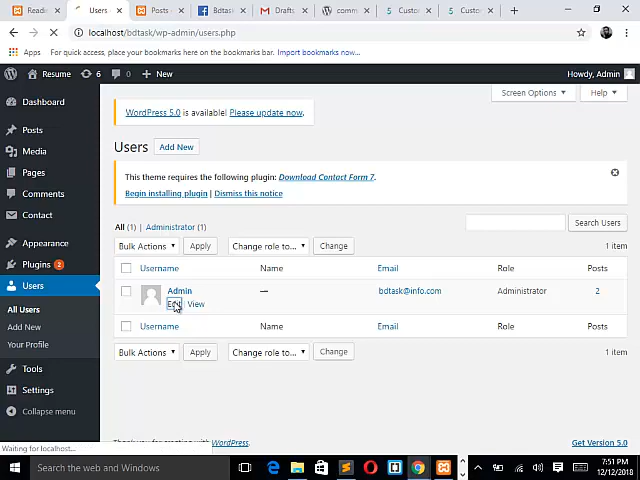 Readin
Users
Posts (
Bdtask
Drafts
comm
Custor
Custor
localhost/bdtask/wp-admin/users.php
Apps
For quick access, place your bookmarks here on the bookmarks bar. Import bookmarks now...
Resume
6
0
New
Howdy, Admin
Dashboard
Posts
Media
Pages
Comments
Contact
Appearance
Plugins 2
Users
All Users
Add New
Your Profile
Tools
Settings
Collapse menu
Screen Options
Help
WordPress 5.0 is available! Please update now.
Users
Add New
This theme requires the following plugin: Download Contact Form 7.
Begin installing plugin | Dismiss this notice
All (1) | Administrator (1)
Search Users
Bulk Actions
Apply
Change role to...
Change
1 item
Username
Name
Email
Role
Posts
Admin
—
bdtask@info.com
Administrator
2
Edit
View
Username
Name
Email
Role
Posts
Bulk Actions
Apply
Change role to...
Change
1 item
Thank you for creating with WordPress.
Get Version 5.0
Waiting for localhost...
Search the web and Windows
7:51 PM
12/12/2018